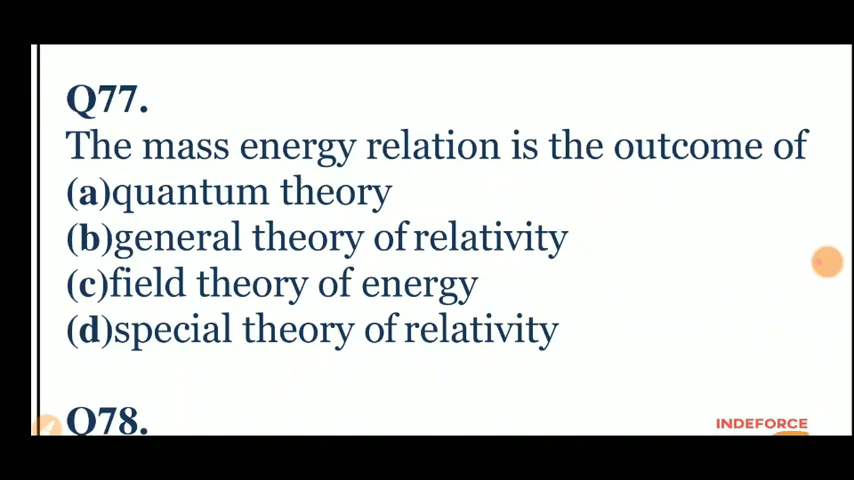 Q77.
The mass energy relation is the outcome of
(a)quantum theory
(b)general theory of relativity
(c)field theory of energy
(d)special theory of relativity
Q78.
INDEFORCE